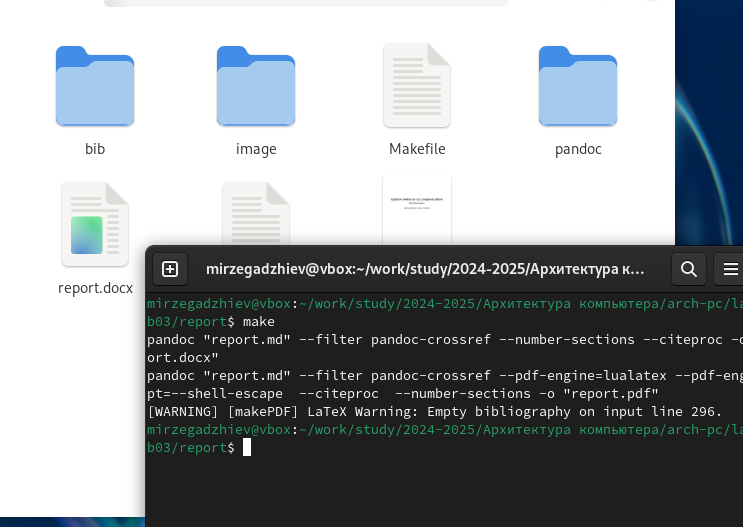 bib
image
Makefile
pandoc
report.docx
mirzegadzhiev@vbox:~/work/study/2024-2025/Архитектура к...
mirzegadzhiev@vbox:~/work/study/2024-2025/Архитектура компьютера/arch-pc/la
b03/report$ make
pandoc "report.md" --filter pandoc-crossref --number-sections --citeproc -o
ort.docx"
pandoc "report.md" --filter pandoc-crossref --pdf-engine=lualatex --pdf-eng
pt=--shell-escape  --citeproc  --number-sections -o "report.pdf"
[WARNING] [makePDF] LaTeX Warning: Empty bibliography on input line 296.
mirzegadzhiev@vbox:~/work/study/2024-2025/Архитектура компьютера/arch-pc/la
b03/report$